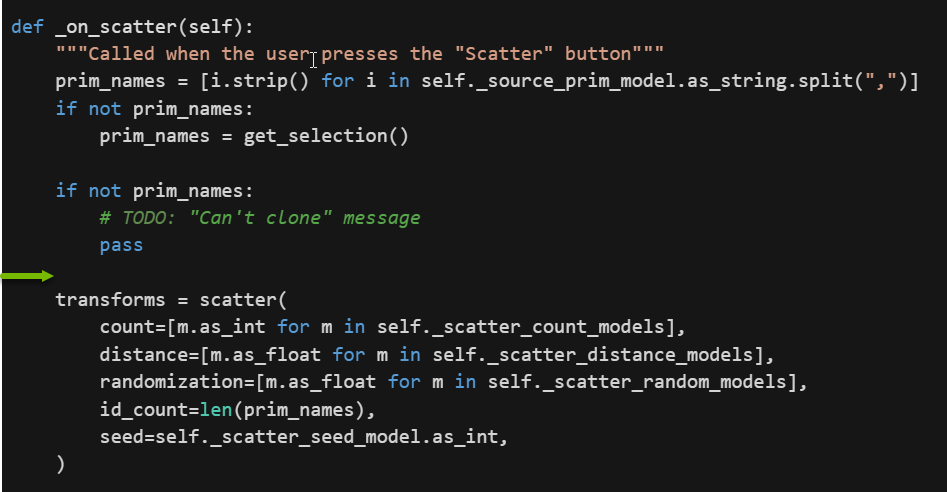 def _on_scatter(self):
    """Called when the user presses the "Scatter" button"""
    prim_names = [i.strip() for i in self._source_prim_model.as_string.split(",")]
    if not prim_names:
        prim_names = get_selection()

    if not prim_names:
        # TODO: "Can't clone" message
        pass

    transforms = scatter(
        count=[m.as_int for m in self._scatter_count_models],
        distance=[m.as_float for m in self._scatter_distance_models],
        randomization=[m.as_float for m in self._scatter_random_models],
        id_count=len(prim_names),
        seed=self._scatter_seed_model.as_int,
    )